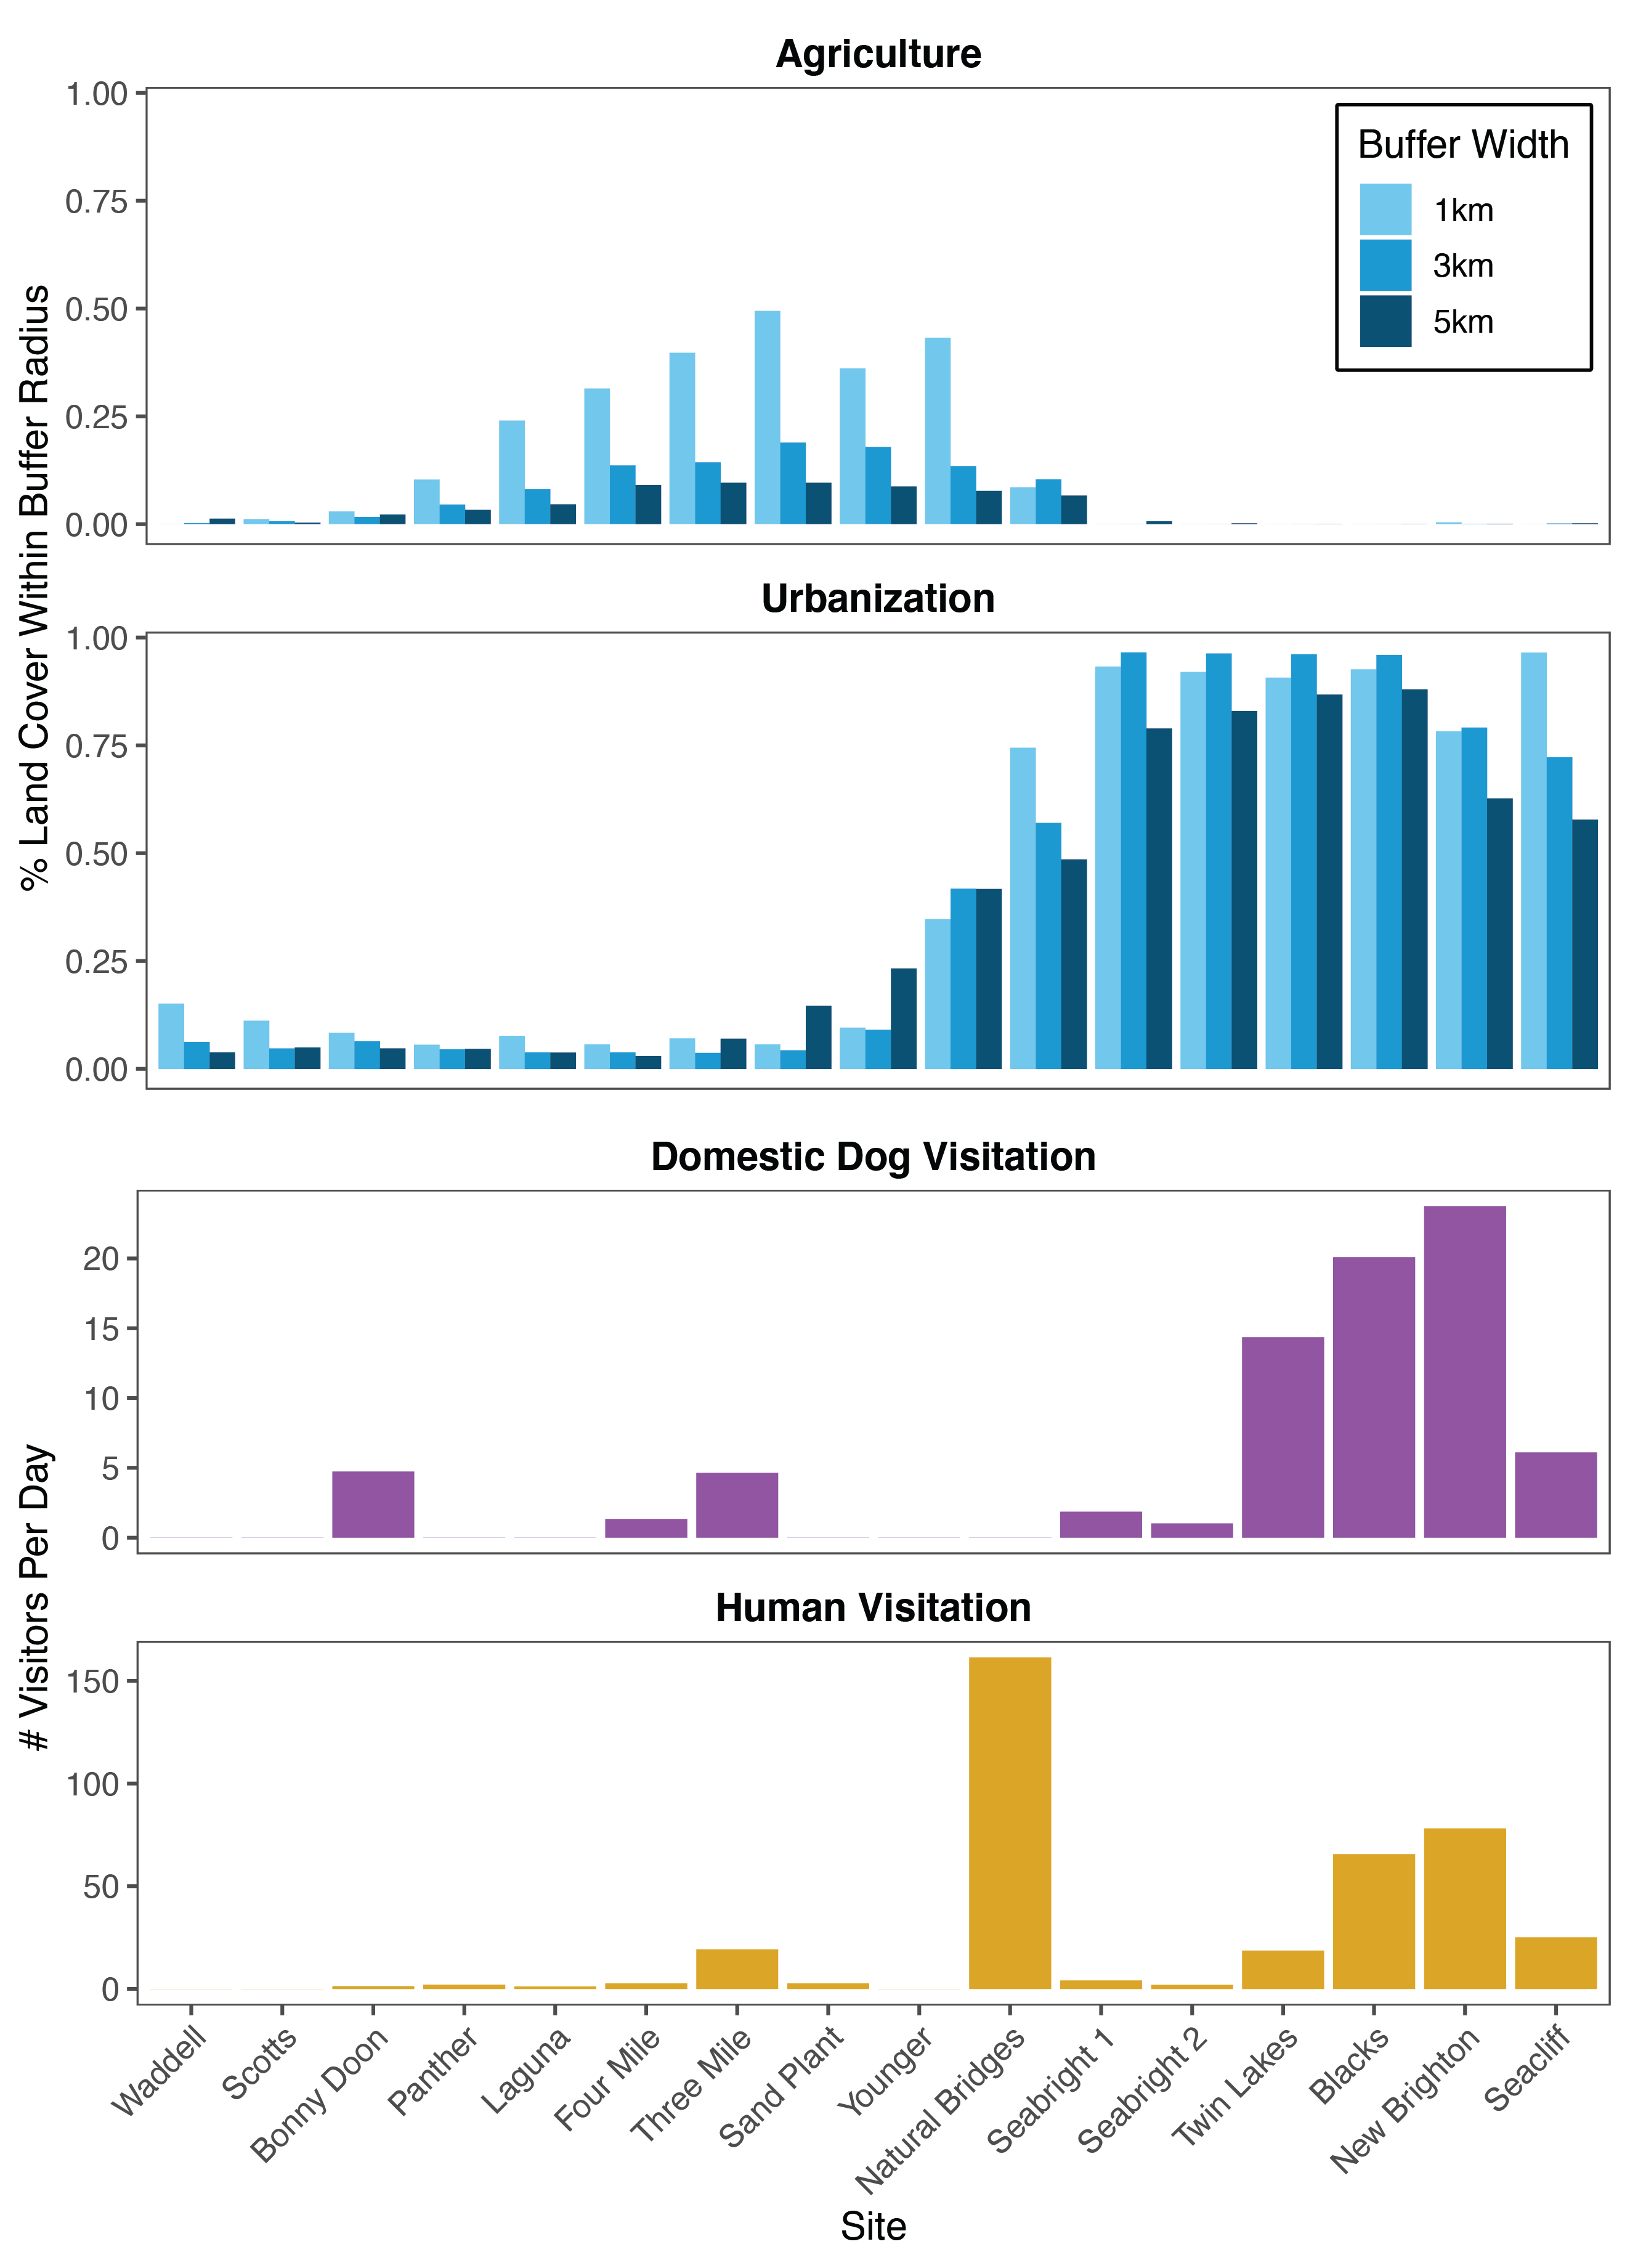 Agriculture
1.00
0.75
0.50
0.25
0.00
Buffer Width
1km
3km
5km
% Land Cover Within Buffer Radius
Urbanization
1.00
0.75
0.50
0.25
0.00
Domestic Dog Visitation
20
15
10
5
0
# Visitors Per Day
Human Visitation
150
100
50
0
Waddell
Scotts
Bonny Doon
Panther
Laguna
Four Mile
Three Mile
Sand Plant
Younger
Natural Bridges
Seabright 1
Seabright 2
Twin Lakes
Blacks
New Brighton
Seacliff
Site